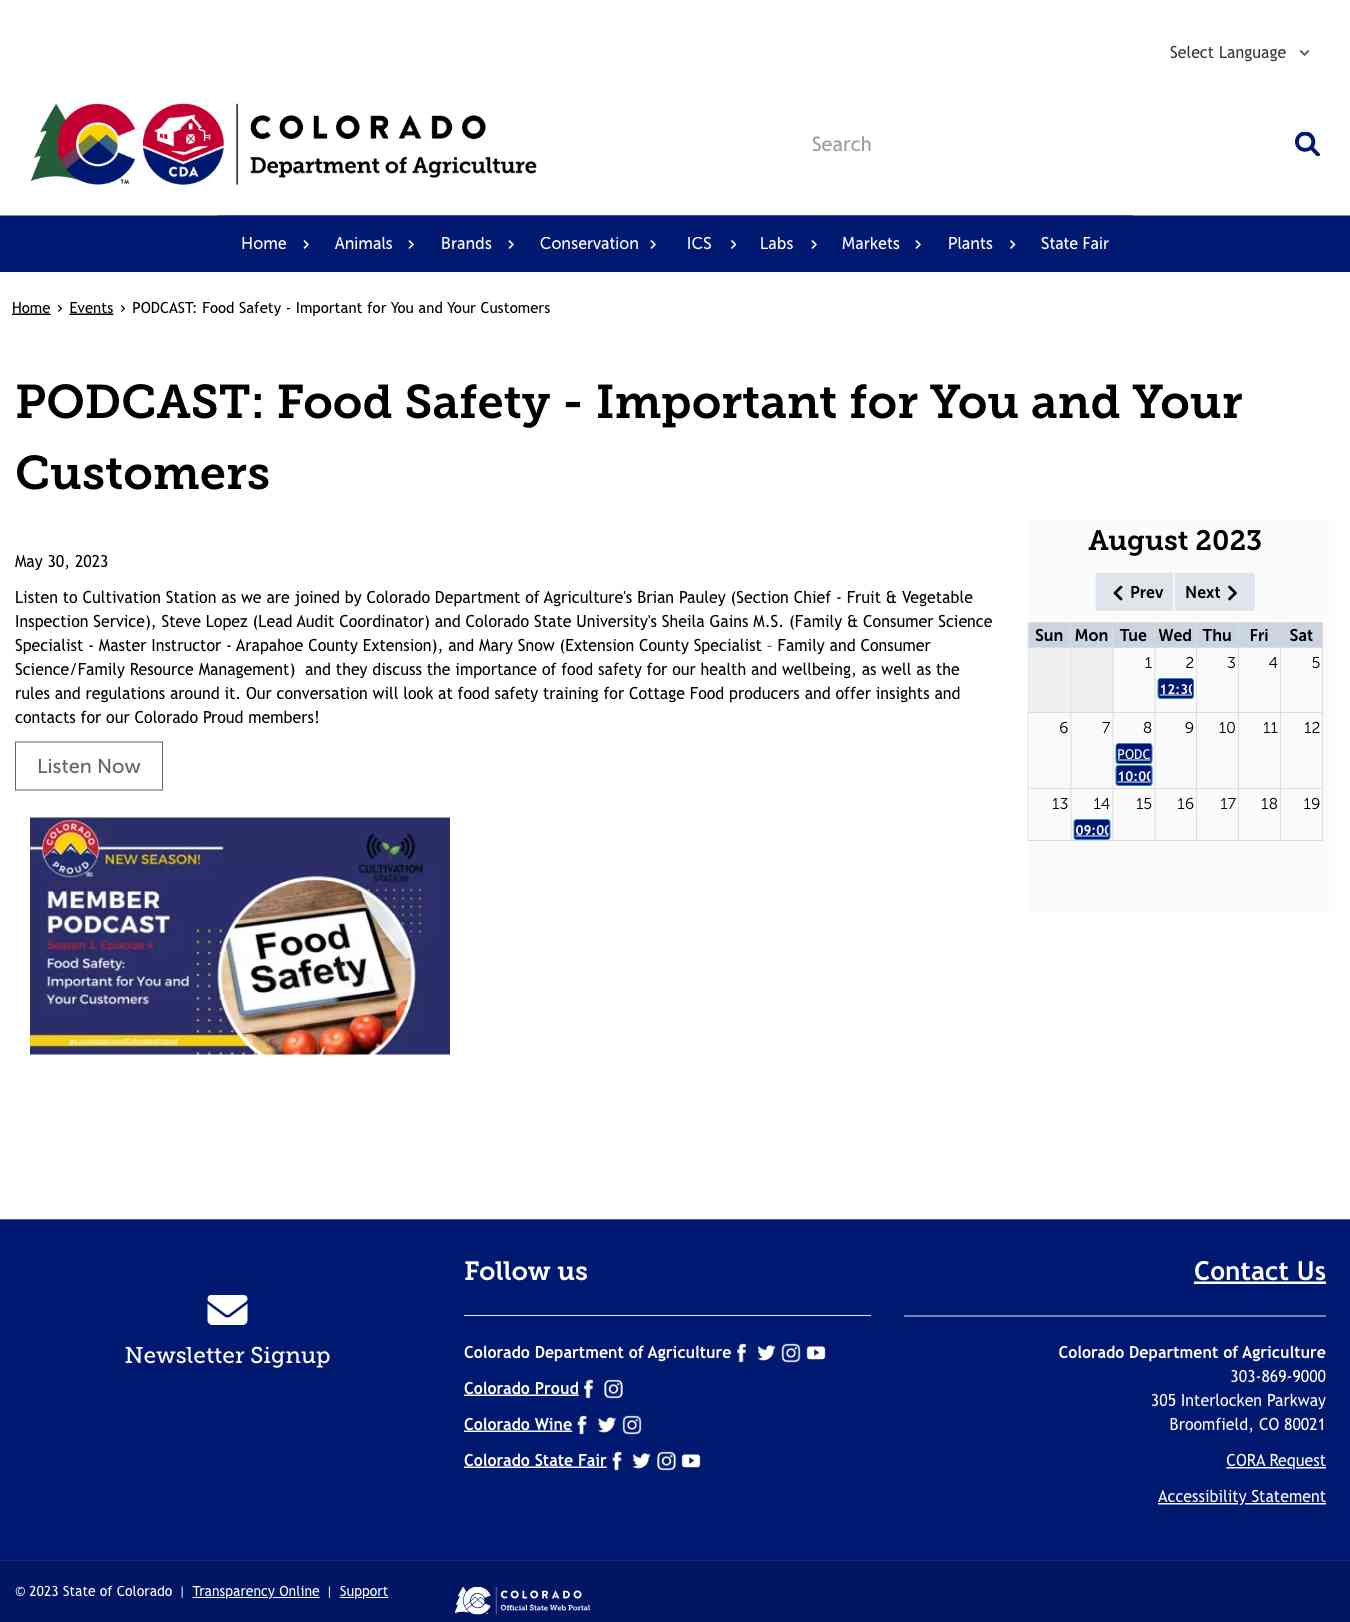 Select Language
COLORADO
Department of Agriculture
CDA
TM
Search
Home Animals Brands Conservation ICS Labs Markets Plants State Fair
Home › Events › PODCAST: Food Safety - Important for You and Your Customers
PODCAST: Food Safety - Important for You and Your
Customers
May 30, 2023
Listen to Cultivation Station as we are joined by Colorado Department of Agriculture's Brian Pauley (Section Chief - Fruit & Vegetable
Inspection Service), Steve Lopez (Lead Audit Coordinator) and Colorado State University's Sheila Gains M.S. (Family & Consumer Science
Specialist - Master Instructor - Arapahoe County Extension), and Mary Snow (Extension County Specialist - Family and Consumer
Science/Family Resource Management)  and they discuss the importance of food safety for our health and wellbeing, as well as the
rules and regulations around it. Our conversation will look at food safety training for Cottage Food producers and offer insights and
contacts for our Colorado Proud members!
Listen Now
COLORADO
PROUD
NEW SEASON!
CULTIVATION
STATION
MEMBER
PODCAST
Season 2, Episode 4
Food Safety:
Important for You and
Your Customers
Food
Safety
August 2023
Prev Next
Sun Mon Tue Wed Thu Fri Sat
1 2 3 4 5
12:30
6 7 8 9 10 11 12
PODC
10:00
13 14 15 16 17 18 19
09:00
Newsletter Signup
Follow us
Colorado Department of Agriculture
Colorado Proud
Colorado Wine
Colorado State Fair
Contact Us
Colorado Department of Agriculture
303-869-9000
305 Interlocken Parkway
Broomfield, CO 80021
CORA Request
Accessibility Statement
© 2023 State of Colorado | Transparency Online | Support
COLORADO
Official State Web Portal